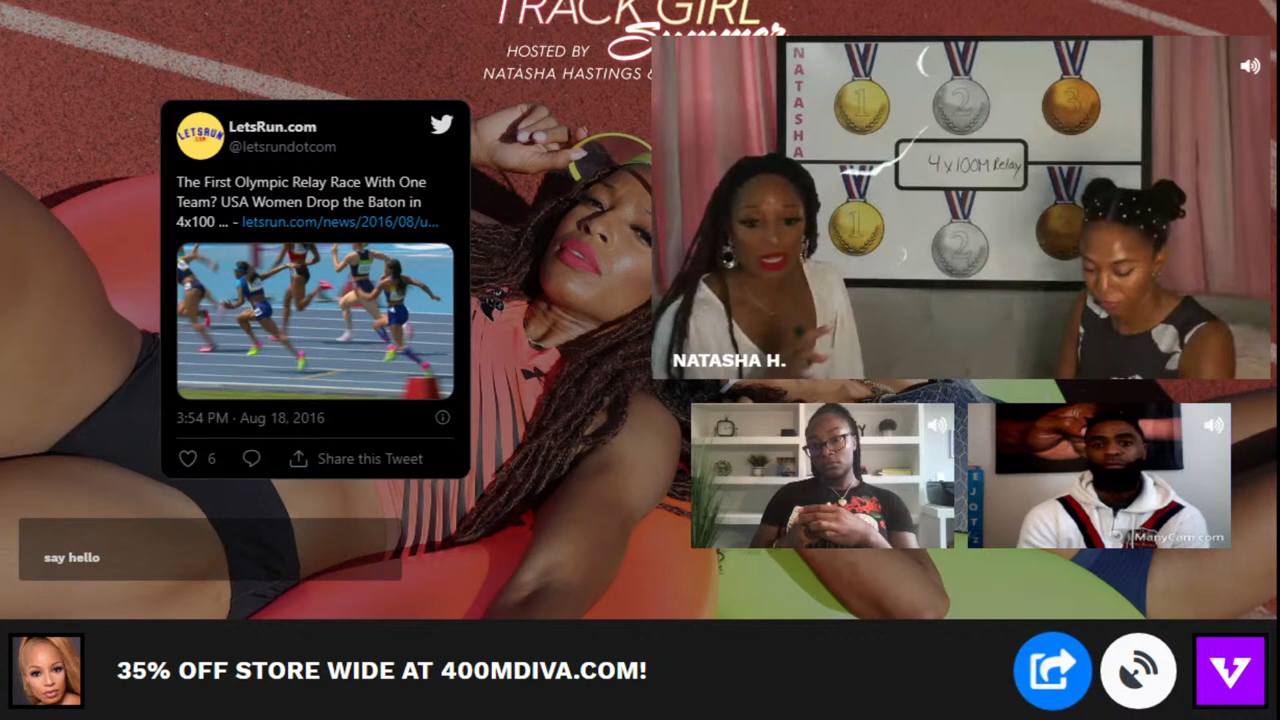 TRACK GIRL
Summer
HOSTED BY
NATASHA HASTINGS &
LETSRUN
.COM
LetsRun.com
@letsrundotcom
The First Olympic Relay Race With One
Team? USA Women Drop the Baton in
4x100 ... - letsrun.com/news/2016/08/u...
3:54 PM · Aug 18, 2016
6
Share this Tweet
say hello
NATASHA
1
2
3
4x100M Relay
1
2
NATASHA H.
ManyCam.com
35% OFF STORE WIDE AT 400MDIVA.COM!